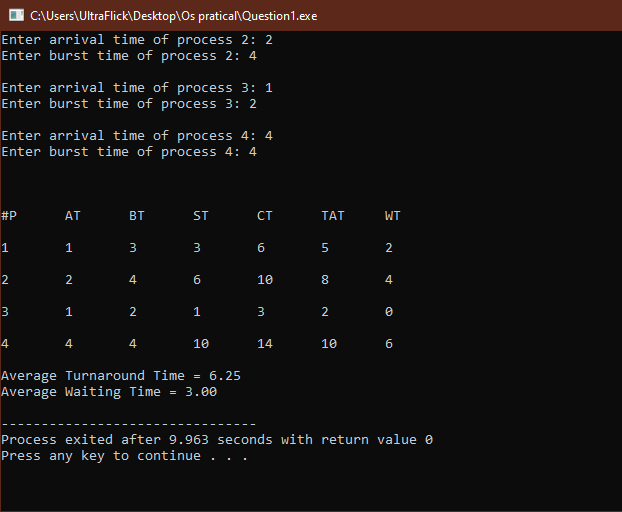 C:\Users\UltraFlick\Desktop\Os pratical\Question1.exe
Enter arrival time of process 2: 2
Enter burst time of process 2: 4
Enter arrival time of process 3: 1
Enter burst time of process 3: 2
Enter arrival time of process 4: 4
Enter burst time of process 4: 4
#P AT BT ST CT TAT WT
1 1 3 3 6 5 2
2 2 4 6 10 8 4
3 1 2 1 3 2 0
4 4 4 10 14 10 6
Average Turnaround Time = 6.25
Average Waiting Time = 3.00
--------------------------------
Process exited after 9.963 seconds with return value 0
Press any key to continue . . .